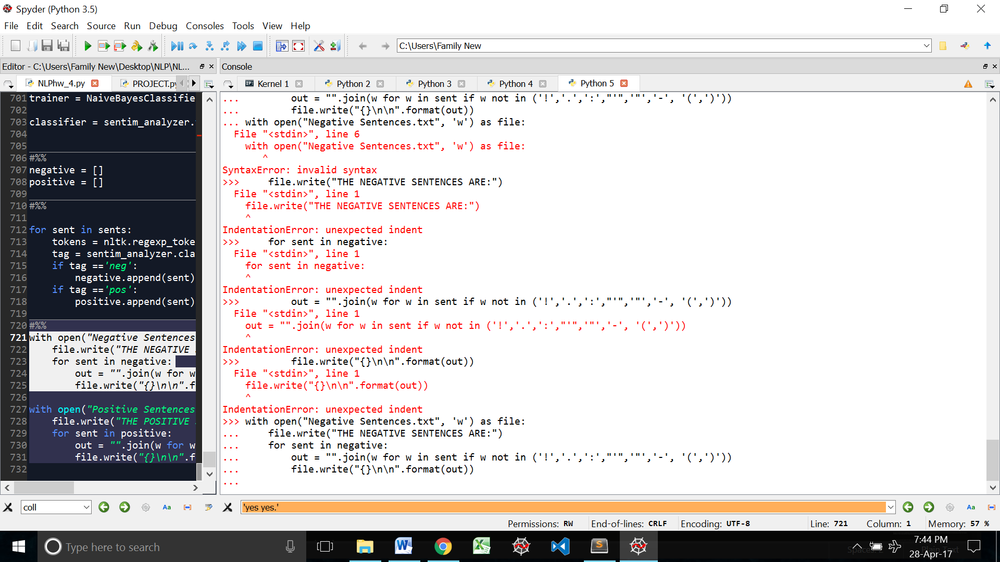 Spyder (Python 3.5)
File Edit Search Source Run Debug Consoles Tools View Help
C:\Users\Family New
Editor - C:\Users\Family New\Desktop\NLP\NL...
Console
NLPhw_4.py
PROJECT.py
IP: Kernel 1
Python 2
Python 3
Python 4
Python 5
701 trainer = NaiveBayesClassifie
702
703 classifier = sentim_analyzer.
704
705
706 #%%
707 negative = []
708 positive = []
709
710 #%%
711
712 for sent in sents:
713     tokens = nltk.regexp_toke
714     tag = sentim_analyzer.cla
715     if tag =='neg':
716         negative.append(sent)
717     if tag =='pos':
718         positive.append(sent)
719
720 #%%
721 with open("Negative Sentences
722     file.write("THE NEGATIVE
723     for sent in negative:
724         out = "".join(w for w
725         file.write("{}\n\n".f
726
727 with open("Positive Sentences
728     file.write("THE POSITIVE
729     for sent in positive:
730         out = "".join(w for w
731         file.write("{}\n\n".f
732
...         out = "".join(w for w in sent if w not in ('!','.',':',"'",'"','-', '(',')'))
...         file.write("{}\n\n".format(out))
... with open("Negative Sentences.txt", 'w') as file:
  File "<stdin>", line 6
    with open("Negative Sentences.txt", 'w') as file:
       ^
SyntaxError: invalid syntax
>>>     file.write("THE NEGATIVE SENTENCES ARE:")
  File "<stdin>", line 1
    file.write("THE NEGATIVE SENTENCES ARE:")
    ^
IndentationError: unexpected indent
>>>     for sent in negative:
  File "<stdin>", line 1
    for sent in negative:
    ^
IndentationError: unexpected indent
>>>         out = "".join(w for w in sent if w not in ('!','.',':',"'",'"','-', '(',')'))
  File "<stdin>", line 1
    out = "".join(w for w in sent if w not in ('!','.',':',"'",'"','-', '(',')'))
    ^
IndentationError: unexpected indent
>>>         file.write("{}\n\n".format(out))
  File "<stdin>", line 1
    file.write("{}\n\n".format(out))
    ^
IndentationError: unexpected indent
>>> with open("Negative Sentences.txt", 'w') as file:
...     file.write("THE NEGATIVE SENTENCES ARE:")
...     for sent in negative:
...         out = "".join(w for w in sent if w not in ('!','.',':',"'",'"','-', '(',')'))
...         file.write("{}\n\n".format(out))
...
coll
Aa
'yes yes.'
Aa
Permissions: RW End-of-lines: CRLF Encoding: UTF-8 Line: 721 Column: 1 Memory: 57 %
Type here to search
7:44 PM
28-Apr-17